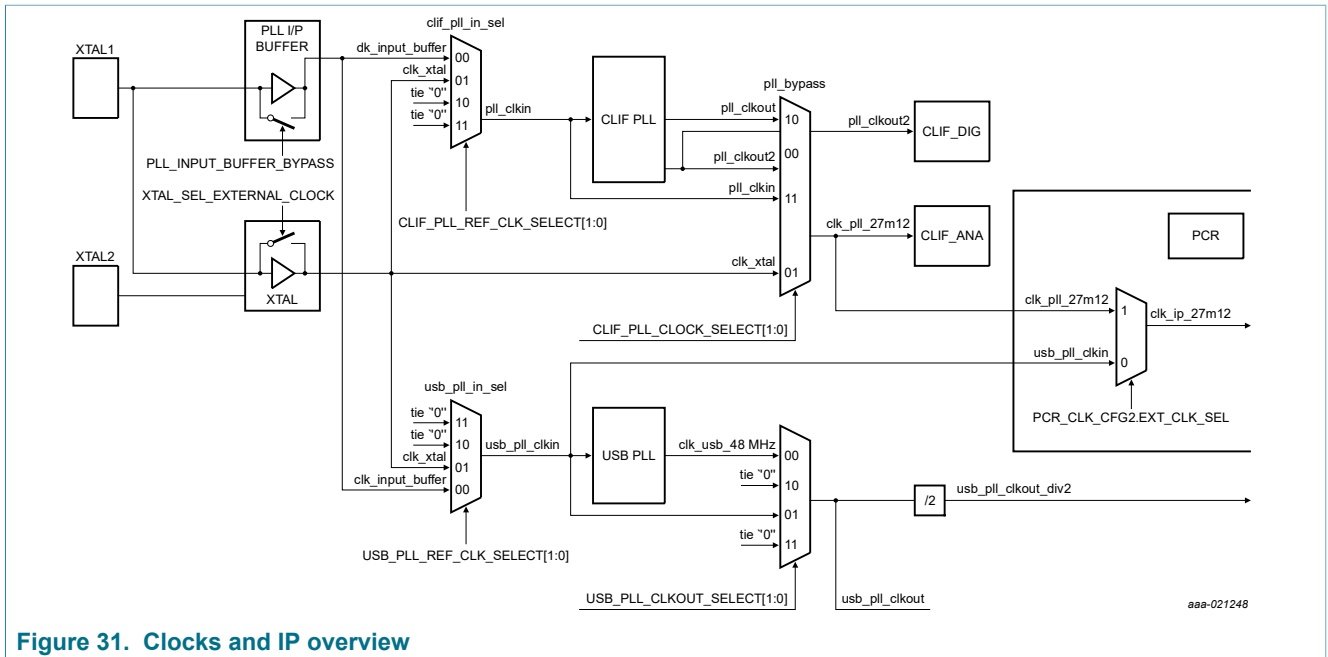 XTAL1
PLL I/P
BUFFER
PLL_INPUT_BUFFER_BYPASS
XTAL_SEL_EXTERNAL_CLOCK
XTAL2
XTAL
clif_pll_in_sel
dk_input_buffer
00
clk_xtal
01
tie `'0''
10
tie `'0''
11
pll_clkin
CLIF_PLL_REF_CLK_SELECT[1:0]
CLIF PLL
pll_bypass
pll_clkout
10
00
pll_clkout2
pll_clkin
11
clk_xtal
01
CLIF_PLL_CLOCK_SELECT[1:0]
pll_clkout2
CLIF_DIG
clk_pll_27m12
CLIF_ANA
PCR
clk_pll_27m12
1
clk_ip_27m12
usb_pll_clkin
0
PCR_CLK_CFG2.EXT_CLK_SEL
usb_pll_in_sel
tie `'0''
11
tie `'0''
10
clk_xtal
01
clk_input_buffer
00
usb_pll_clkin
USB_PLL_REF_CLK_SELECT[1:0]
USB PLL
clk_usb_48 MHz
00
tie `'0''
10
01
tie `'0''
11
USB_PLL_CLKOUT_SELECT[1:0]
/2
usb_pll_clkout_div2
usb_pll_clkout
aaa-021248
Figure 31. Clocks and IP overview